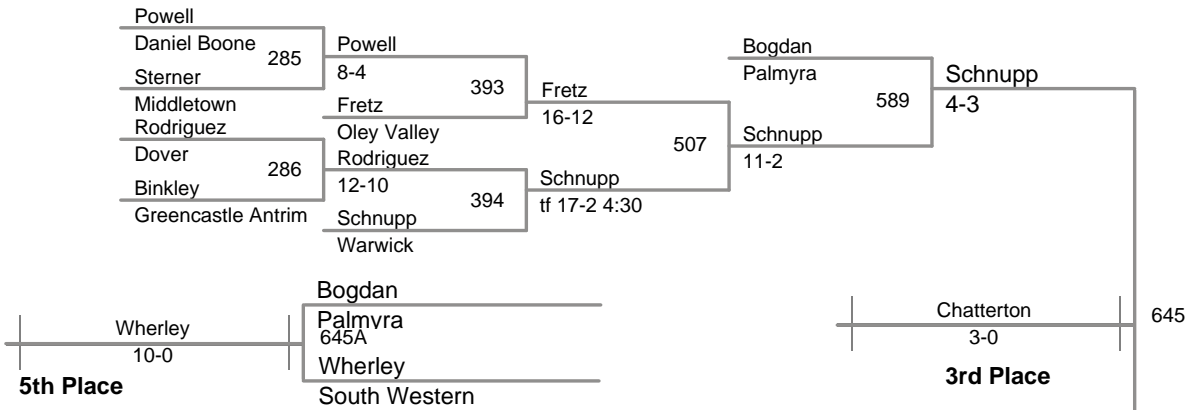 Powell
Daniel Boone
285
Sterner
Middletown
Powell
8-4
393
Fretz
Oley Valley
Rodriguez
Dover
286
Binkley
Greencastle Antrim
Rodriguez
12-10
394
Schnupp
Warwick
Fretz
16-12
507
Schnupp
tf 17-2 4:30
Bogdan
Palmyra
589
Schnupp
11-2
Schnupp
4-3
Bogdan
Palmyra
645A
Wherley
South Western
Wherley
10-0
5th Place
Chatterton
3-0
3rd Place
645